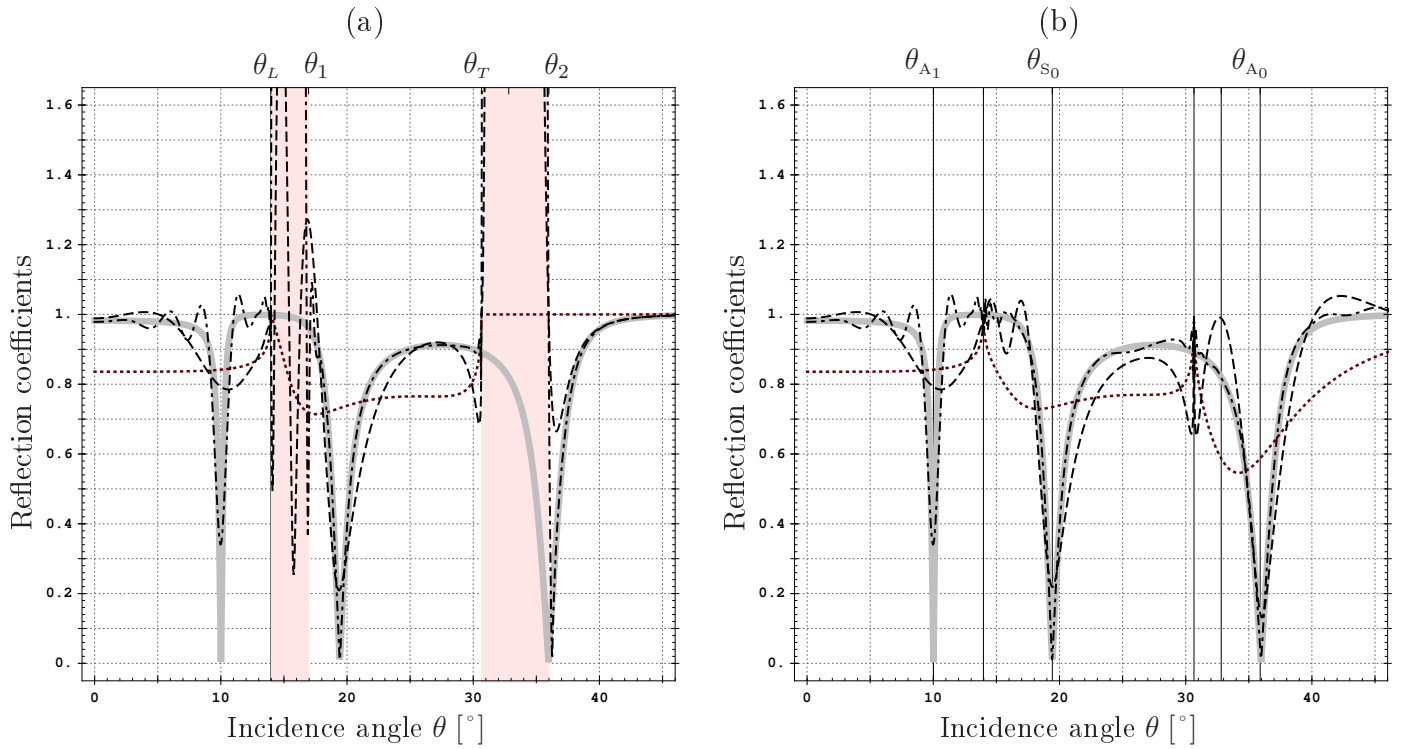 (a)
θ_L θ_1 θ_T θ_2
1.6
1.4
1.2
1.
0.8
0.6
0.4
0.2
0.
Reflection coefficients
0 10 20 30 40
Incidence angle θ [°]
(b)
θ_A₁ θ_S₀ θ_A₀
1.6
1.4
1.2
1.
0.8
0.6
0.4
0.2
0.
Reflection coefficients
0 10 20 30 40
Incidence angle θ [°]